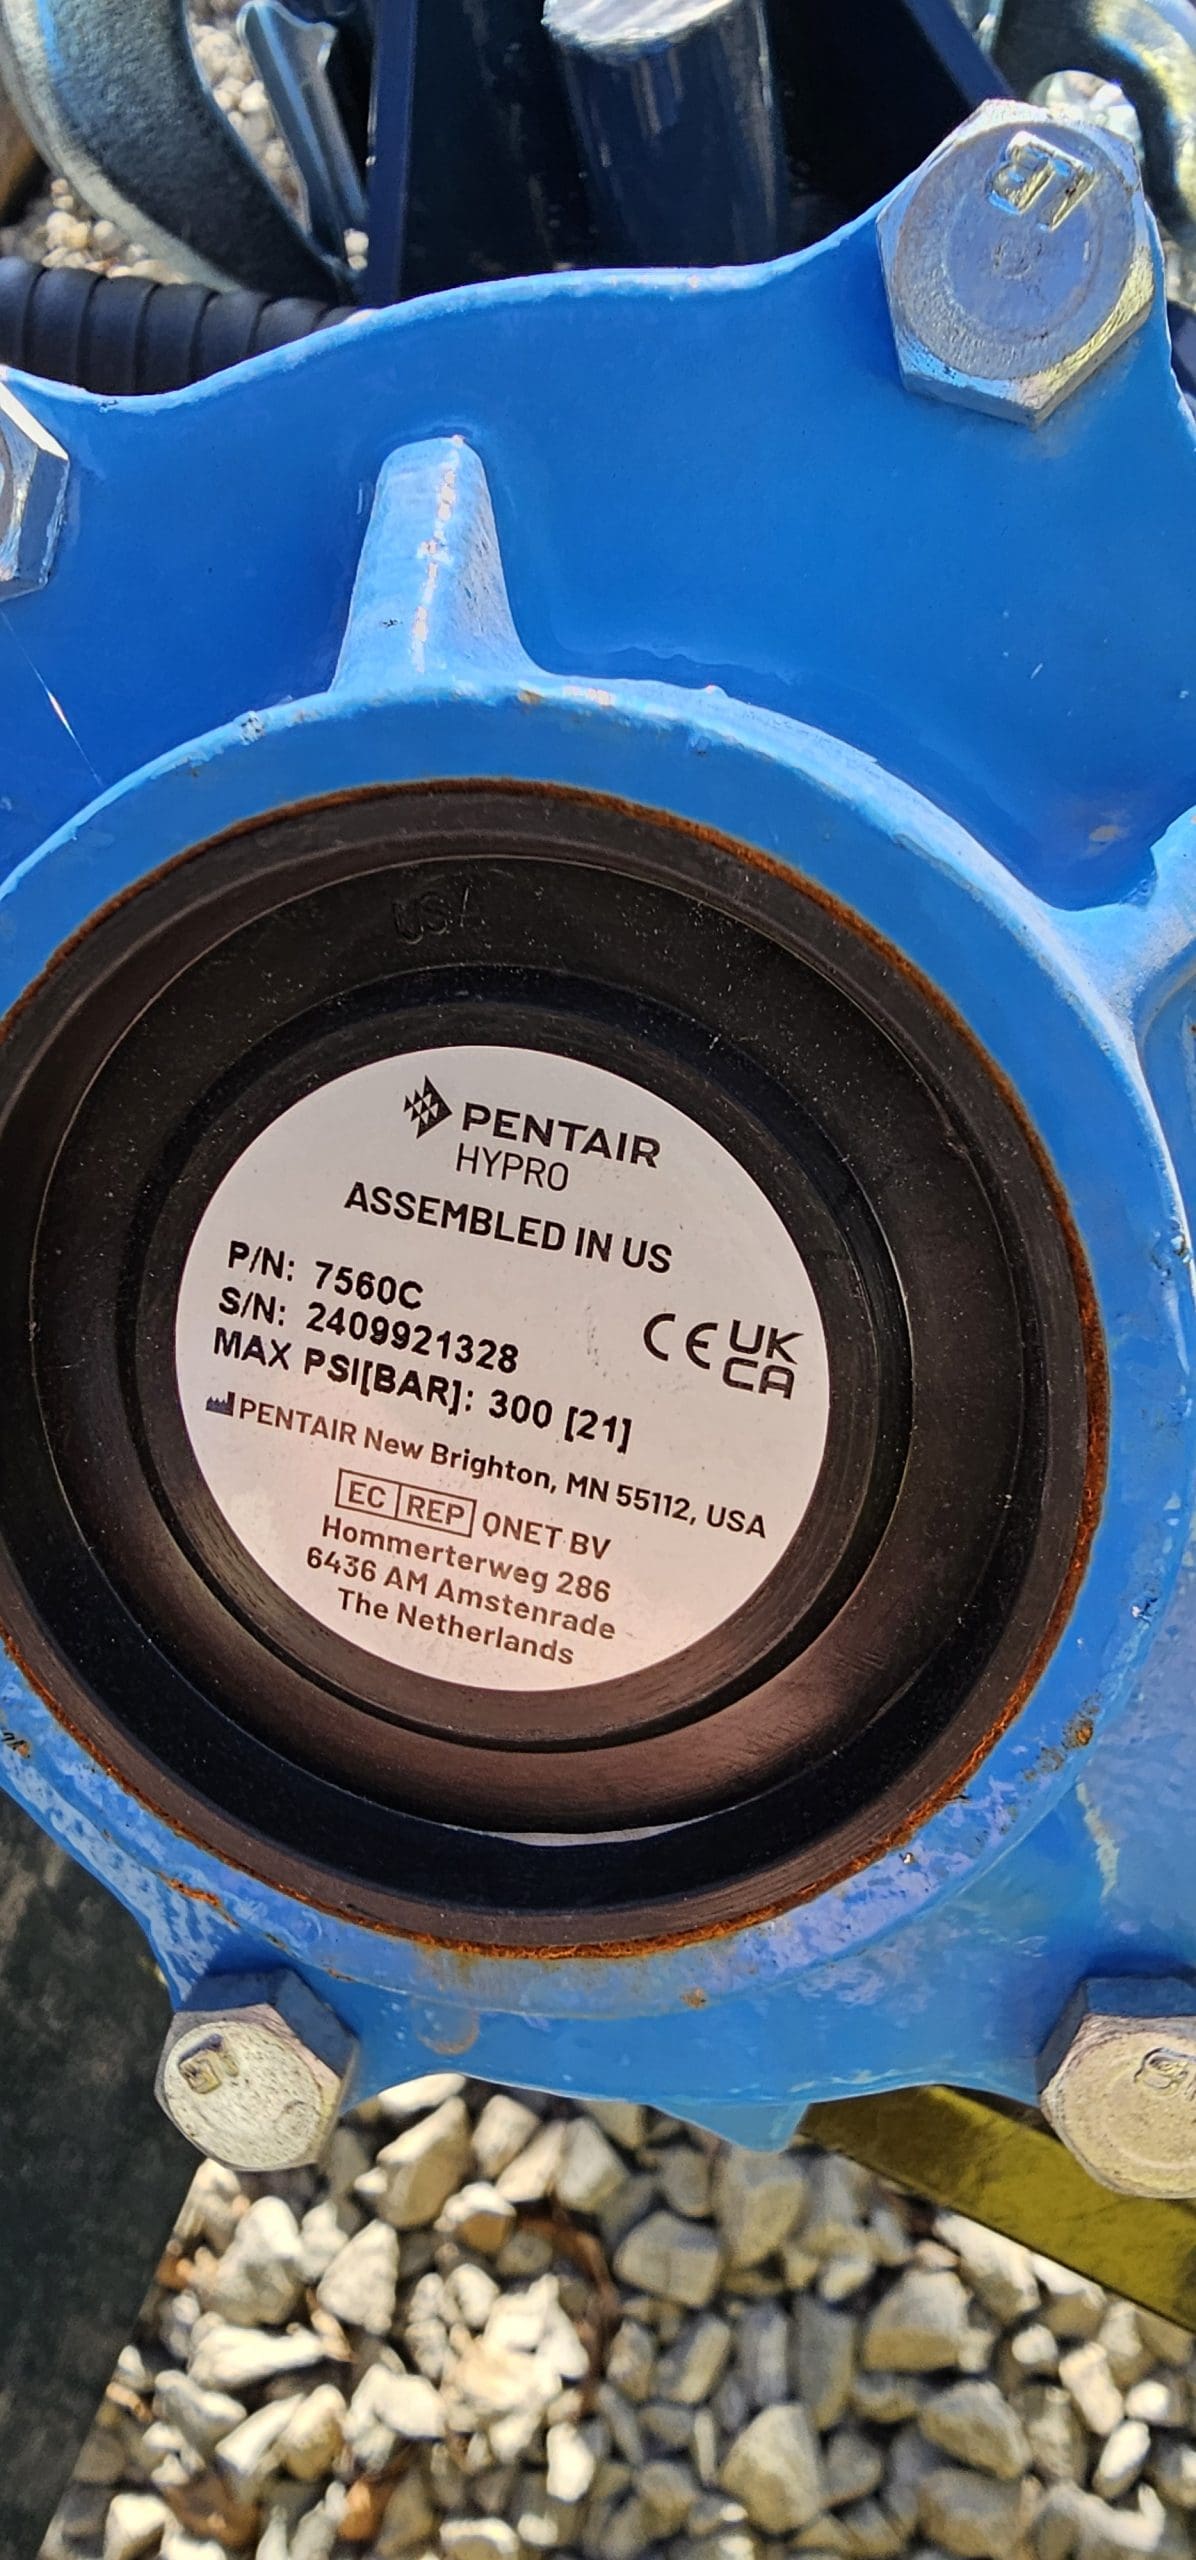 USA
PENTAIR
HYPRO
ASSEMBLED IN US
P/N: 7560C
S/N: 2409921328
CE UK
CA
MAX PSI[BAR]: 300 [21]
PENTAIR New Brighton, MN 55112, USA
EC REP QNET BV
Hommerterweg 286
6436 AM Amstenrade
The Netherlands